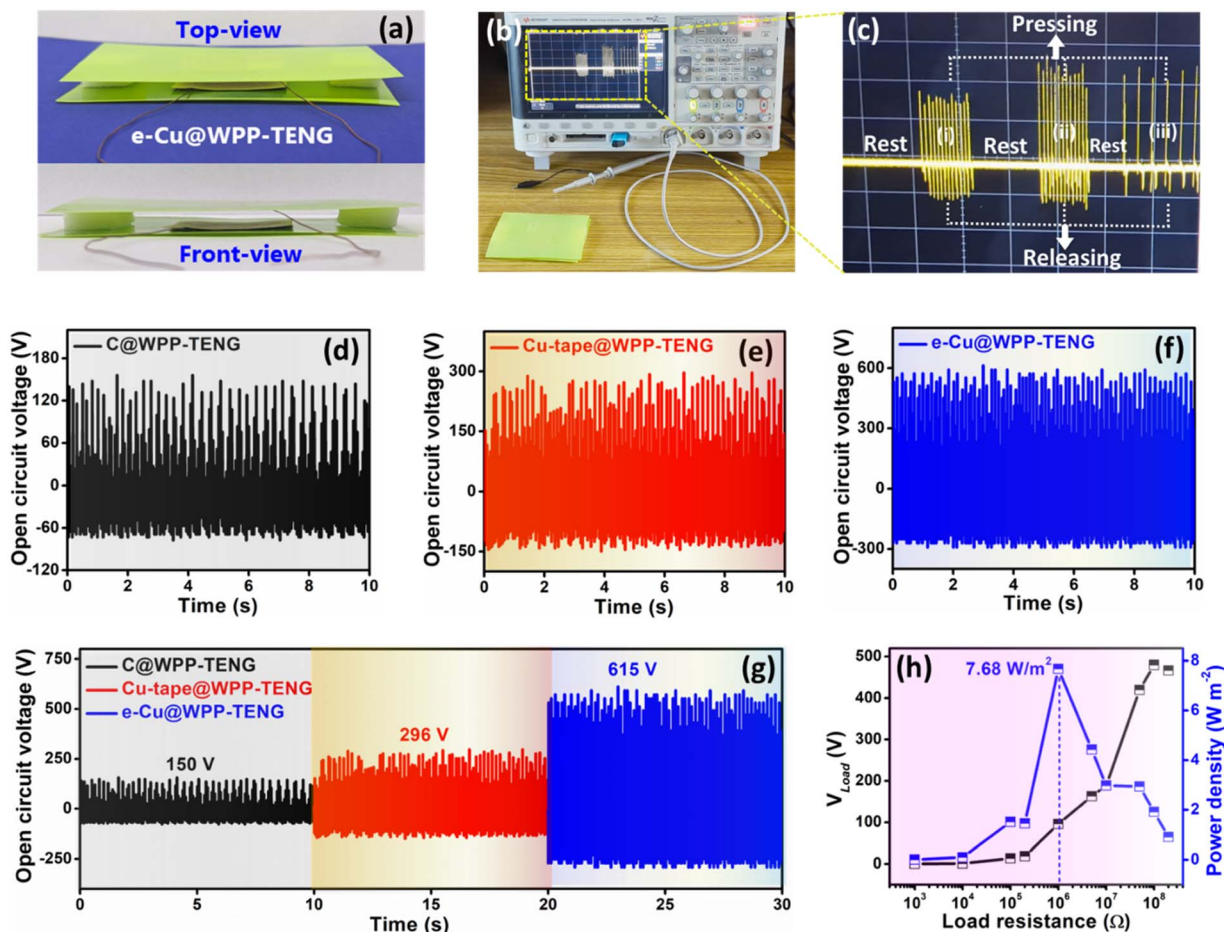 Top-view
(a)
e-Cu@WPP-TENG
Front-view
(b)
(c)
Pressing
Rest
(i)
Rest
(ii)
Rest
(iii)
Releasing
Open circuit voltage (V)
180
120
60
0
-60
-120
C@WPP-TENG
(d)
0 2 4 6 8 10
Time (s)
Open circuit voltage (V)
300
150
0
-150
Cu-tape@WPP-TENG
(e)
0 2 4 6 8 10
Time (s)
Open circuit voltage (V)
600
300
0
-300
e-Cu@WPP-TENG
(f)
0 2 4 6 8 10
Time (s)
Open circuit voltage (V)
750
500
250
0
-250
C@WPP-TENG
Cu-tape@WPP-TENG
e-Cu@WPP-TENG
(g)
150 V
296 V
615 V
0 5 10 15 20 25 30
Time (s)
V_Load (V)
500
400
300
200
100
0
(h)
7.68 W/m²
8
6
4
2
0
Power density (W m⁻²)
10³ 10⁴ 10⁵ 10⁶ 10⁷ 10⁸
Load resistance (Ω)